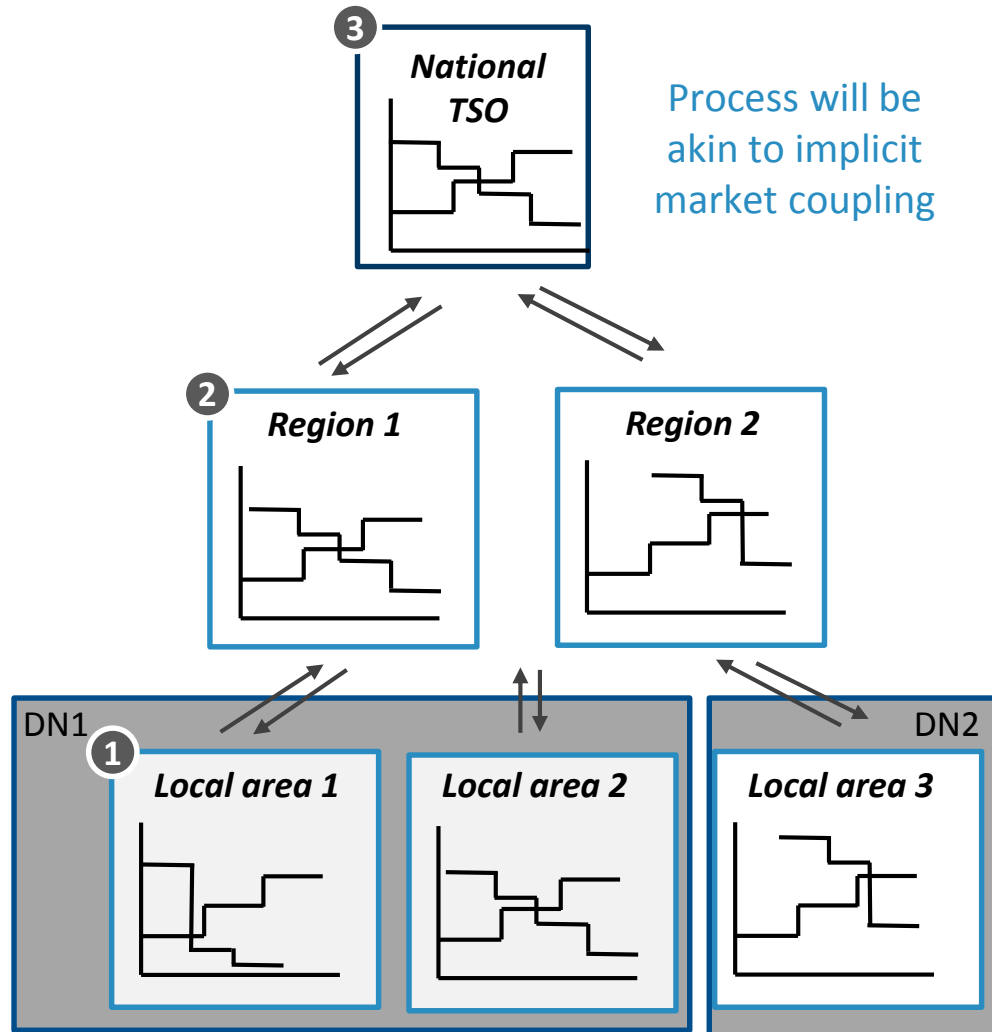 3
National
TSO
Process will be
akin to implicit
market coupling
2
Region 1
Region 2
DN1
DN2
1
Local area 1
Local area 2
Local area 3